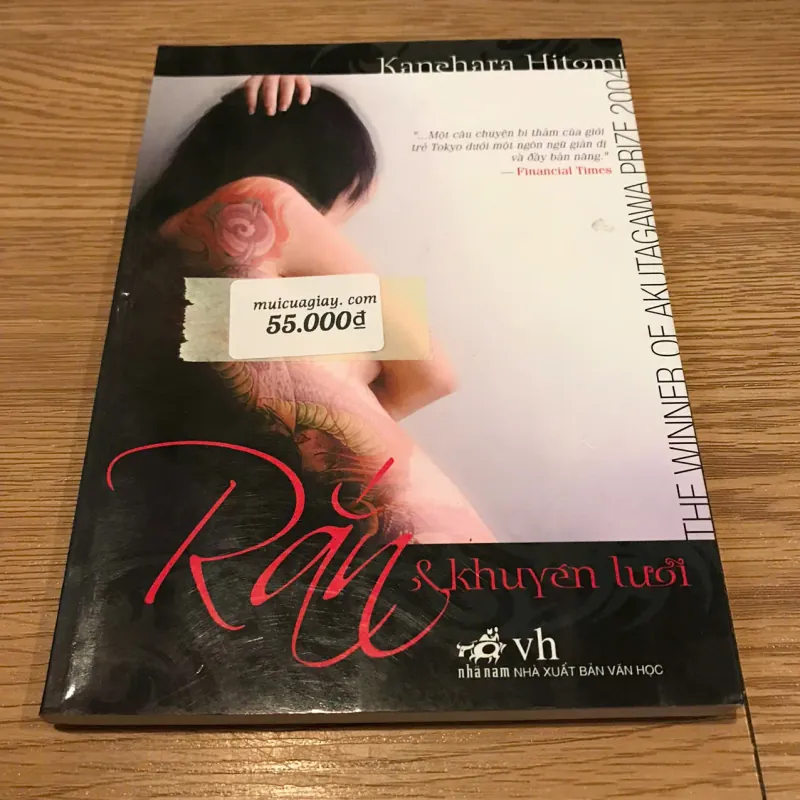 Kanehara Hitomi
"...Một câu chuyện bi thảm của giới
trẻ Tokyo dưới một ngôn ngữ giản dị
và đầy bản năng."
— Financial Times
THE WINNER OF AKUTAGAWA PRIZE 2004
muicuagiay.com
55.000₫
Rắn
& khuyên lưỡi
vh
nhã nam NHÀ XUẤT BẢN VĂN HỌC